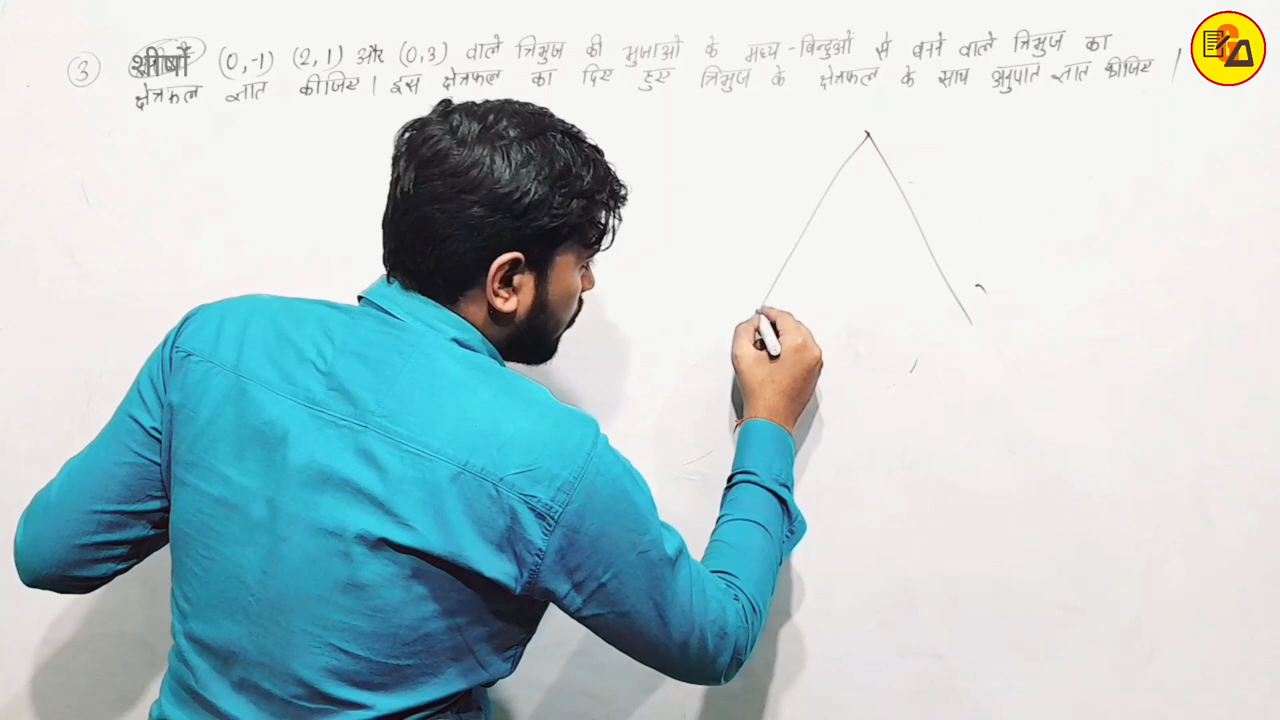 ③ शीर्षों (0,-1) (2,1) और (0,3) वाले त्रिभुज की भुजाओं के मध्य-बिन्दुओं से बनने वाले त्रिभुज का
क्षेत्रफल ज्ञात कीजिए। इस क्षेत्रफल का दिए हुए त्रिभुज के क्षेत्रफल के साथ अनुपात ज्ञात कीजिए।